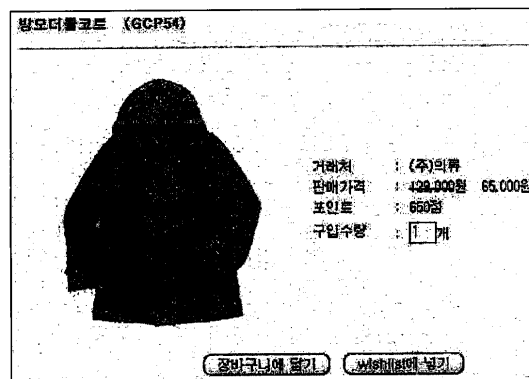 방모더플코트 (GCP54)
거래처 : (주)의류
판매가격 : 129,000원 65,000원
포인트 : 650점
구입수량 : 1 개
장바구니에 담기 wishlist에 넣기